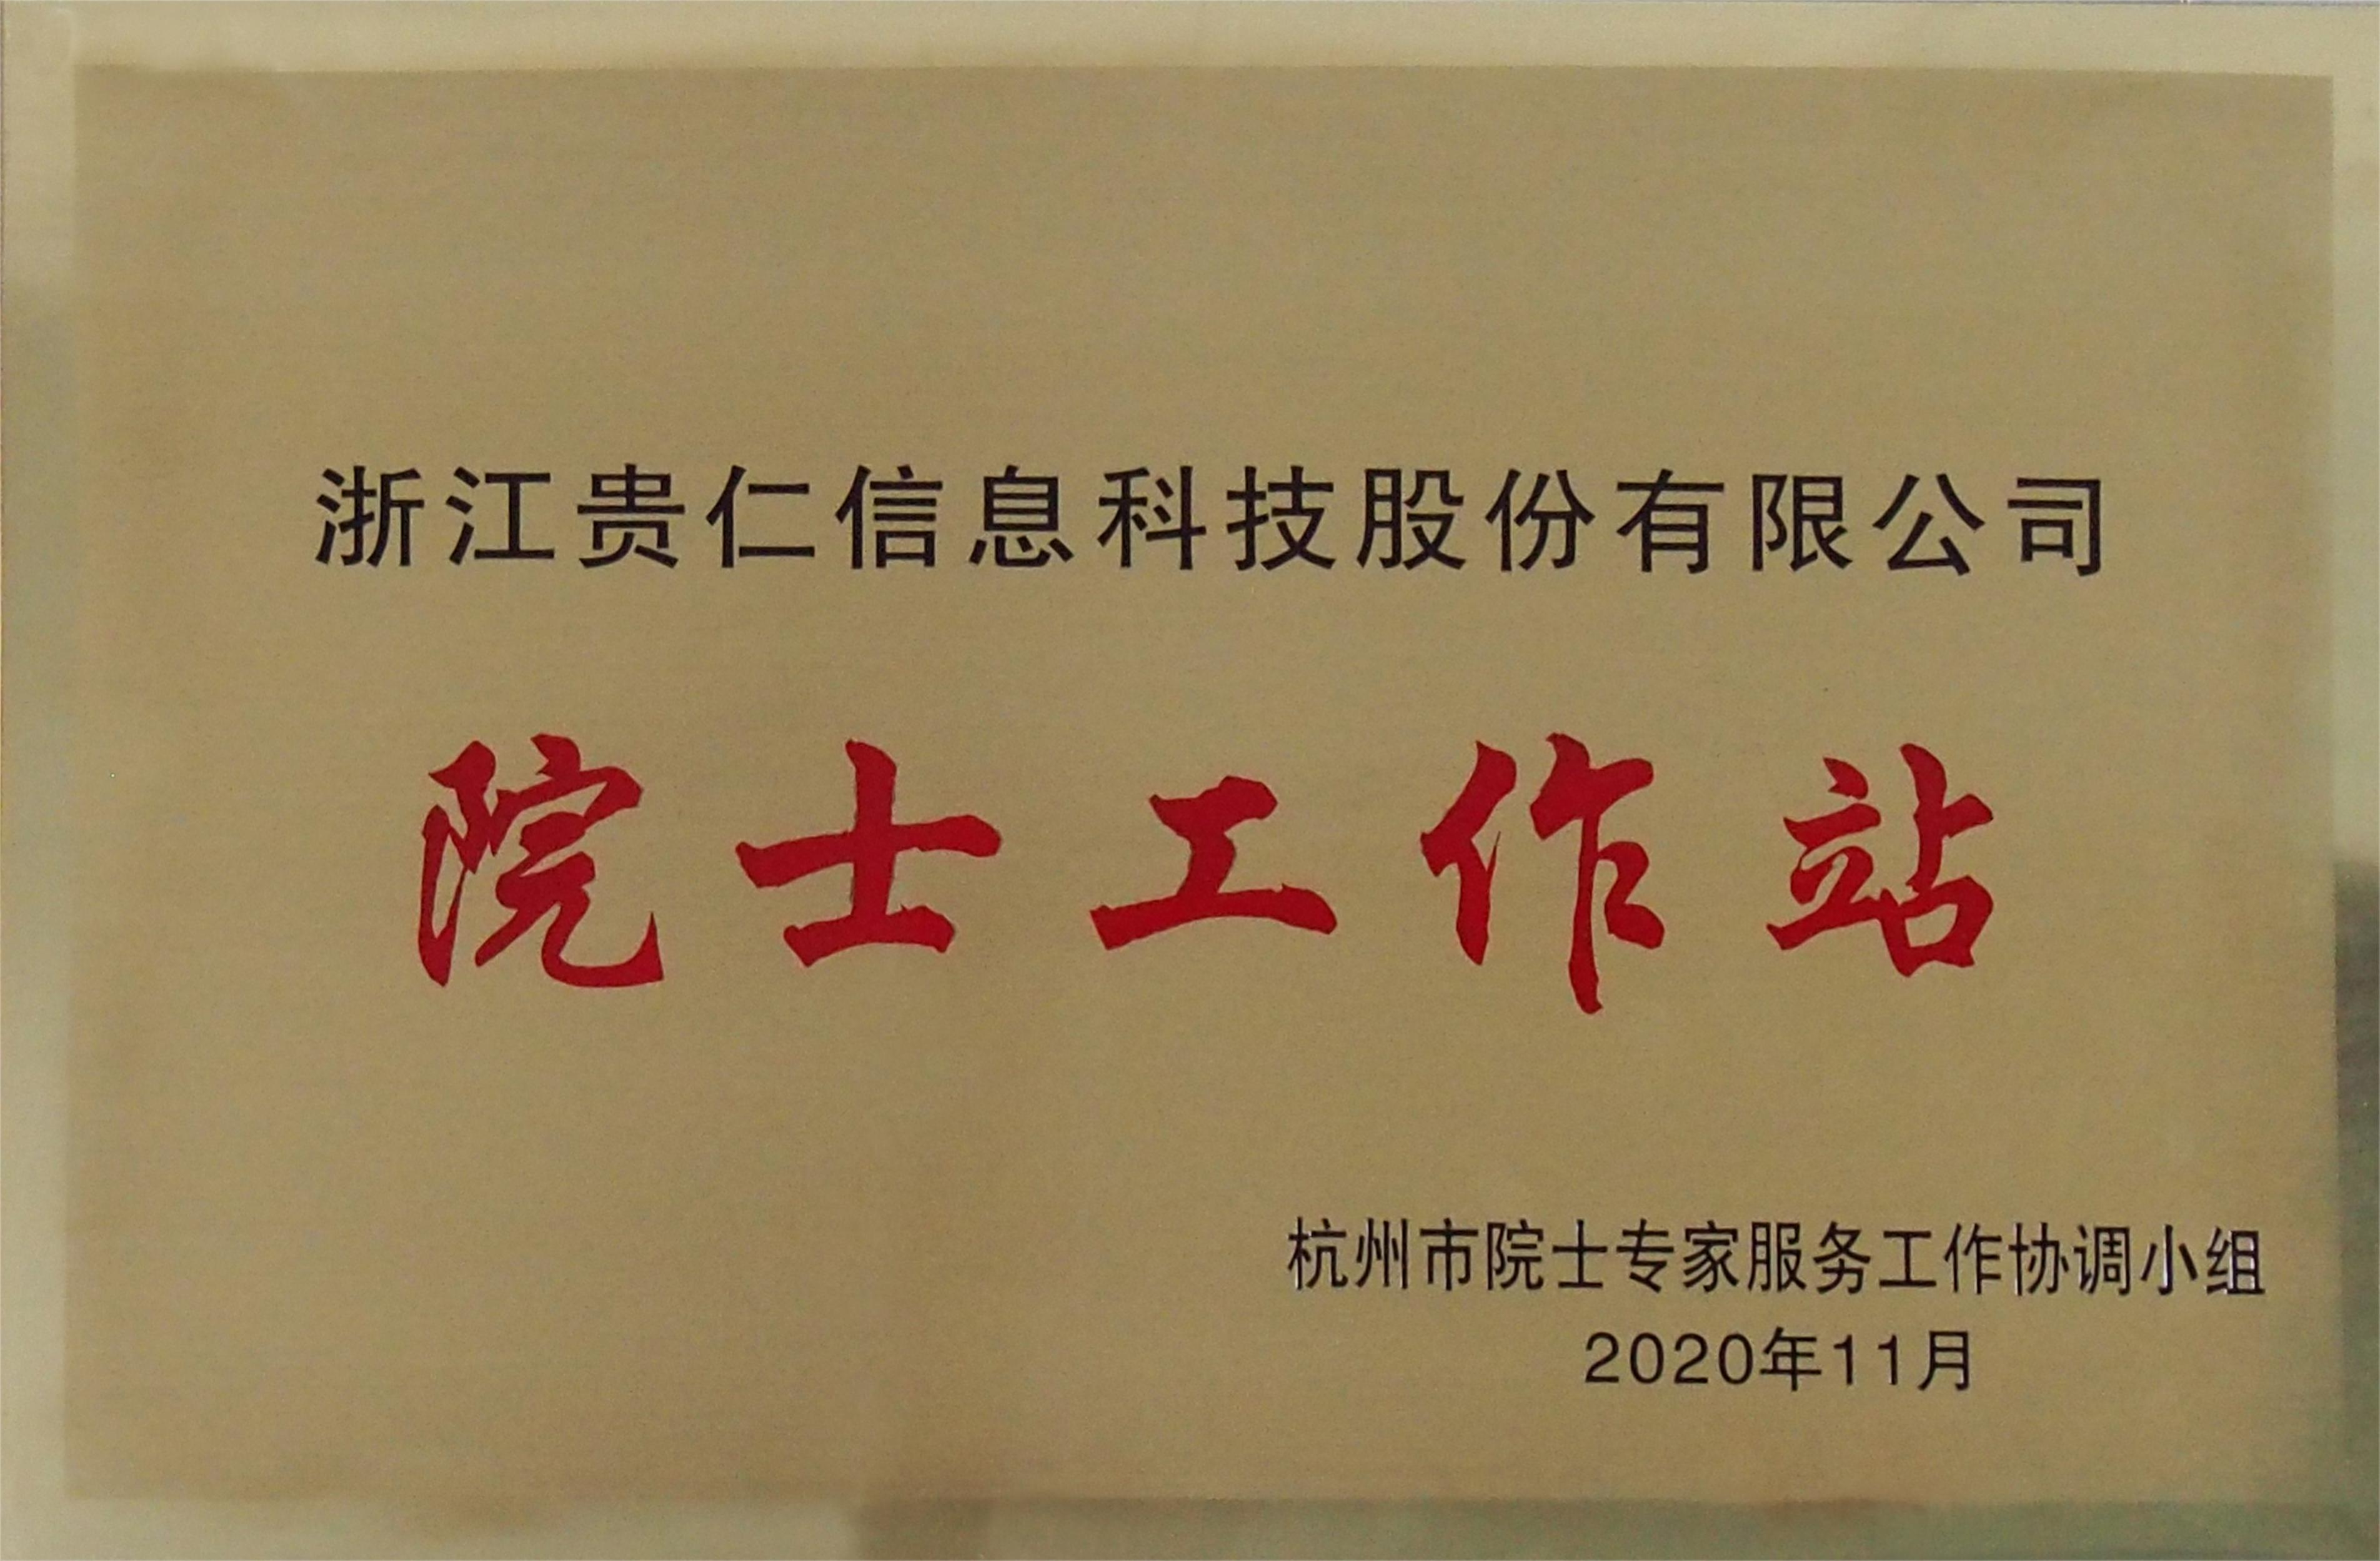 浙江贵仁信息科技股份有限公司
院士工作站
杭州市院士专家服务工作协调小组
2020年11月